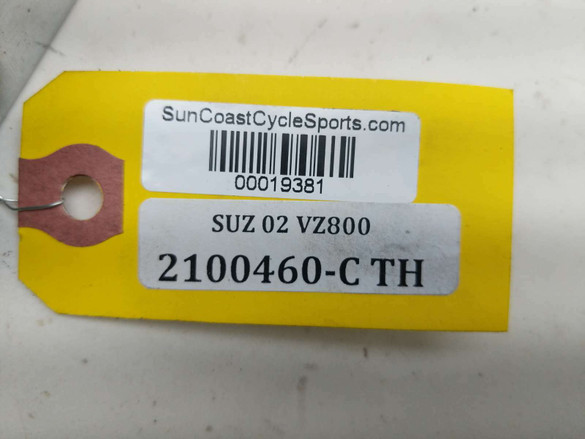 SunCoastCycleSports.com
00019381
SUZ 02 VZ800
2100460-C TH